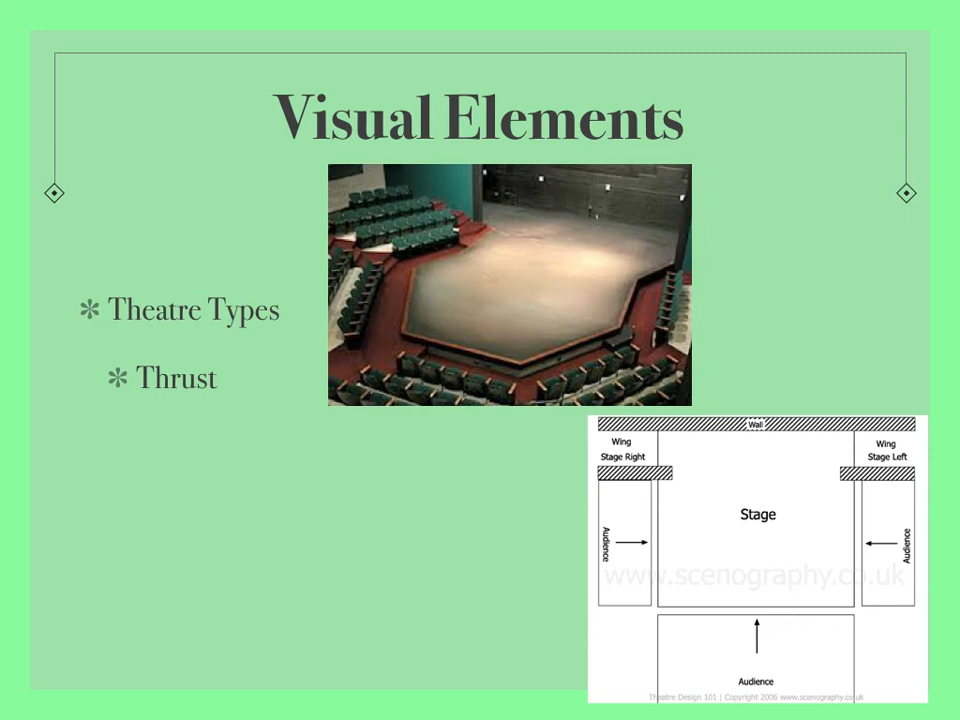 Visual Elements
Theatre Types
Thrust
Wall
Wing
Stage Right
Wing
Stage Left
Stage
Audience
Audience
www.scenography.co.uk
Audience
Theatre Design 101 | Copyright 2006 www.scenography.co.uk